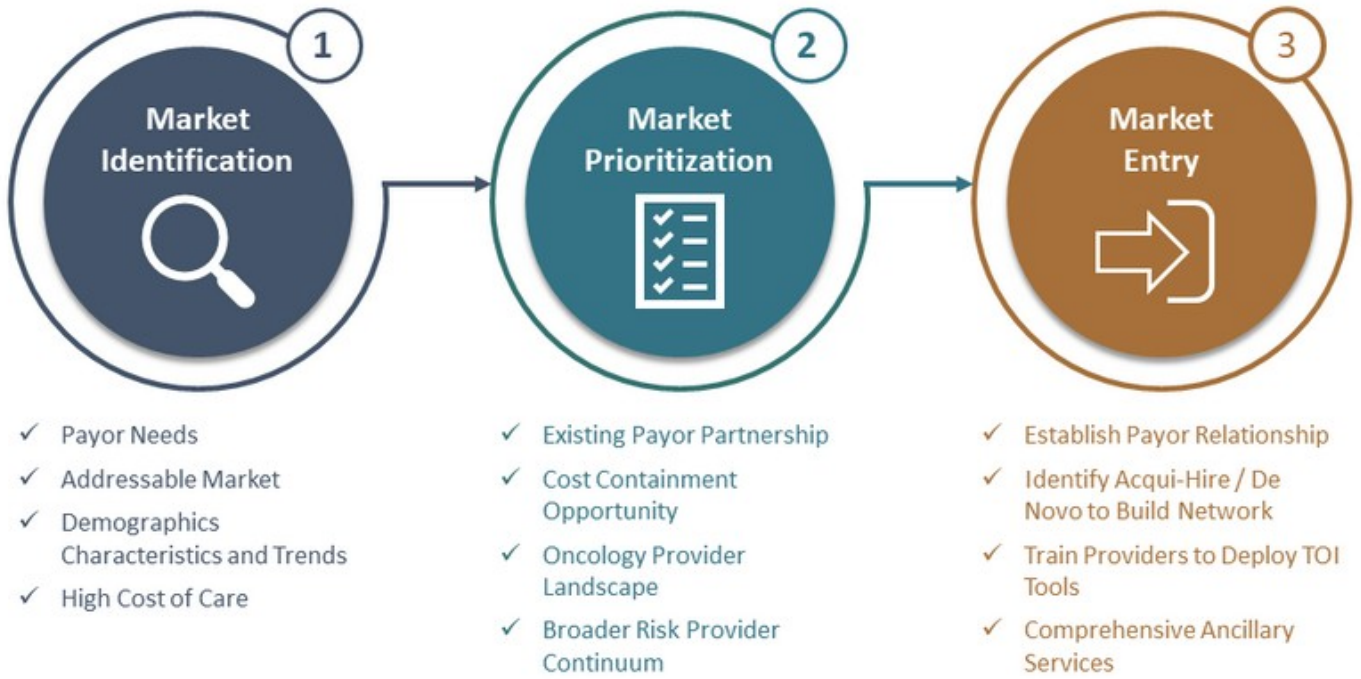 1
Market
Identification
✓ Payor Needs
✓ Addressable Market
✓ Demographics
Characteristics and Trends
✓ High Cost of Care
2
Market
Prioritization
✓ Existing Payor Partnership
✓ Cost Containment
Opportunity
✓ Oncology Provider
Landscape
✓ Broader Risk Provider
Continuum
3
Market
Entry
✓ Establish Payor Relationship
✓ Identify Acqui-Hire / De
Novo to Build Network
✓ Train Providers to Deploy TOI
Tools
✓ Comprehensive Ancillary
Services